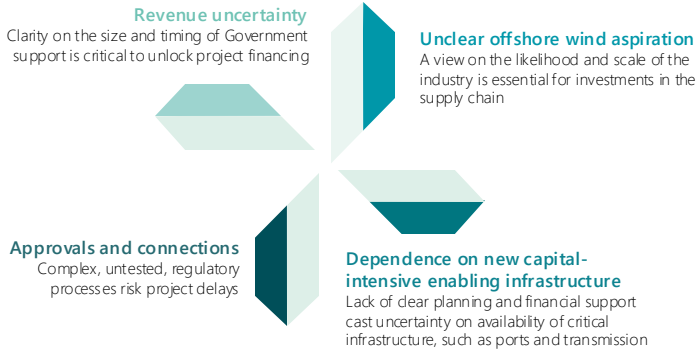 Revenue uncertainty
Clarity on the size and timing of Government
support is critical to unlock project financing
Unclear offshore wind aspiration
A view on the likelihood and scale of the
industry is essential for investments in the
supply chain
Approvals and connections
Complex, untested, regulatory
processes risk project delays
Dependence on new capital-
intensive enabling infrastructure
Lack of clear planning and financial support
cast uncertainty on availability of critical
infrastructure, such as ports and transmission